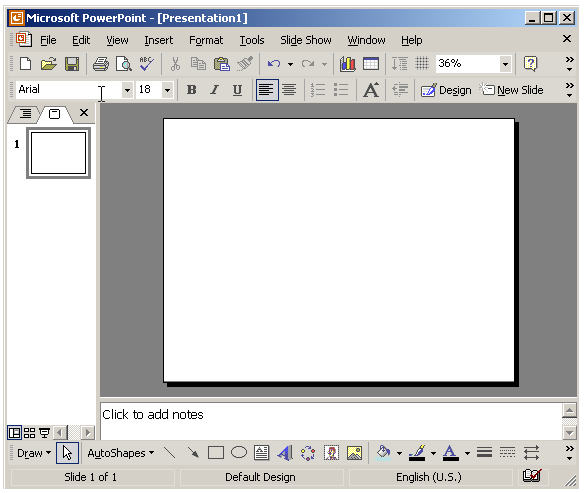 Microsoft PowerPoint - [Presentation1]
File Edit View Insert Format Tools Slide Show Window Help
ABC 36% ?
Arial 18 B I U A Design New Slide
1
Click to add notes
Draw AutoShapes A A
Slide 1 of 1 Default Design English (U.S.)